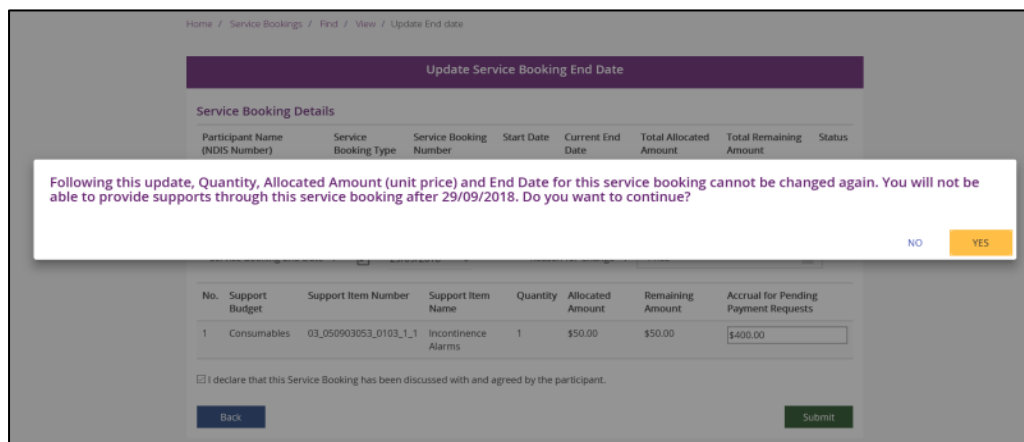 Home / Service Bookings / Find / View / Update End date
Update Service Booking End Date
Service Booking Details
Participant Name (NDIS Number) Service Booking Type Service Booking Number Start Date Current End Date Total Allocated Amount Total Remaining Amount Status
Following this update, Quantity, Allocated Amount (unit price) and End Date for this service booking cannot be changed again. You will not be
able to provide supports through this service booking after 29/09/2018. Do you want to continue?
NO YES
No. Support Budget Support Item Number Support Item Name Quantity Allocated Amount Remaining Amount Accrual for Pending Payment Requests
1 Consumables 03_050903053_0103_1_1 Incontinence Alarms 1 $50.00 $50.00 $400.00
I declare that this Service Booking has been discussed with and agreed by the participant.
Back Submit